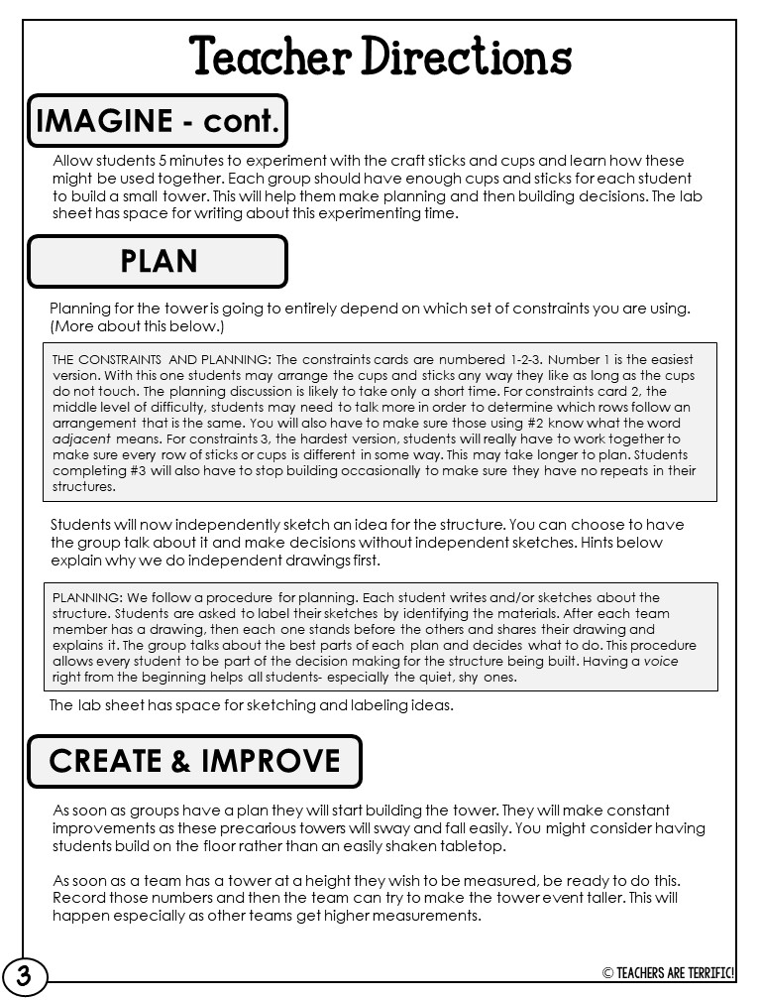 Teacher Directions
IMAGINE - cont.
Allow students 5 minutes to experiment with the craft sticks and cups and learn how these
might be used together. Each group should have enough cups and sticks for each student
to build a small tower. This will help them make planning and then building decisions. The lab
sheet has space for writing about this experimenting time.
PLAN
Planning for the tower is going to entirely depend on which set of constraints you are using.
(More about this below.)
THE CONSTRAINTS AND PLANNING: The constraints cards are numbered 1-2-3. Number 1 is the easiest
version. With this one students may arrange the cups and sticks any way they like as long as the cups
do not touch. The planning discussion is likely to take only a short time. For constraints card 2, the
middle level of difficulty, students may need to talk more in order to determine which rows follow an
arrangement that is the same. You will also have to make sure those using #2 know what the word
adjacent means. For constraints 3, the hardest version, students will really have to work together to
make sure every row of sticks or cups is different in some way. This may take longer to plan. Students
completing #3 will also have to stop building occasionally to make sure they have no repeats in their
structures.
Students will now independently sketch an idea for the structure. You can choose to have
the group talk about it and make decisions without independent sketches. Hints below
explain why we do independent drawings first.
PLANNING: We follow a procedure for planning. Each student writes and/or sketches about the
structure. Students are asked to label their sketches by identifying the materials. After each team
member has a drawing, then each one stands before the others and shares their drawing and
explains it. The group talks about the best parts of each plan and decides what to do. This procedure
allows every student to be part of the decision making for the structure being built. Having a voice
right from the beginning helps all students- especially the quiet, shy ones.
The lab sheet has space for sketching and labeling ideas.
CREATE & IMPROVE
As soon as groups have a plan they will start building the tower. They will make constant
improvements as these precarious towers will sway and fall easily. You might consider having
students build on the floor rather than an easily shaken tabletop.
As soon as a team has a tower at a height they wish to be measured, be ready to do this.
Record those numbers and then the team can try to make the tower event taller. This will
happen especially as other teams get higher measurements.
3
© TEACHERS ARE TERRIFIC!